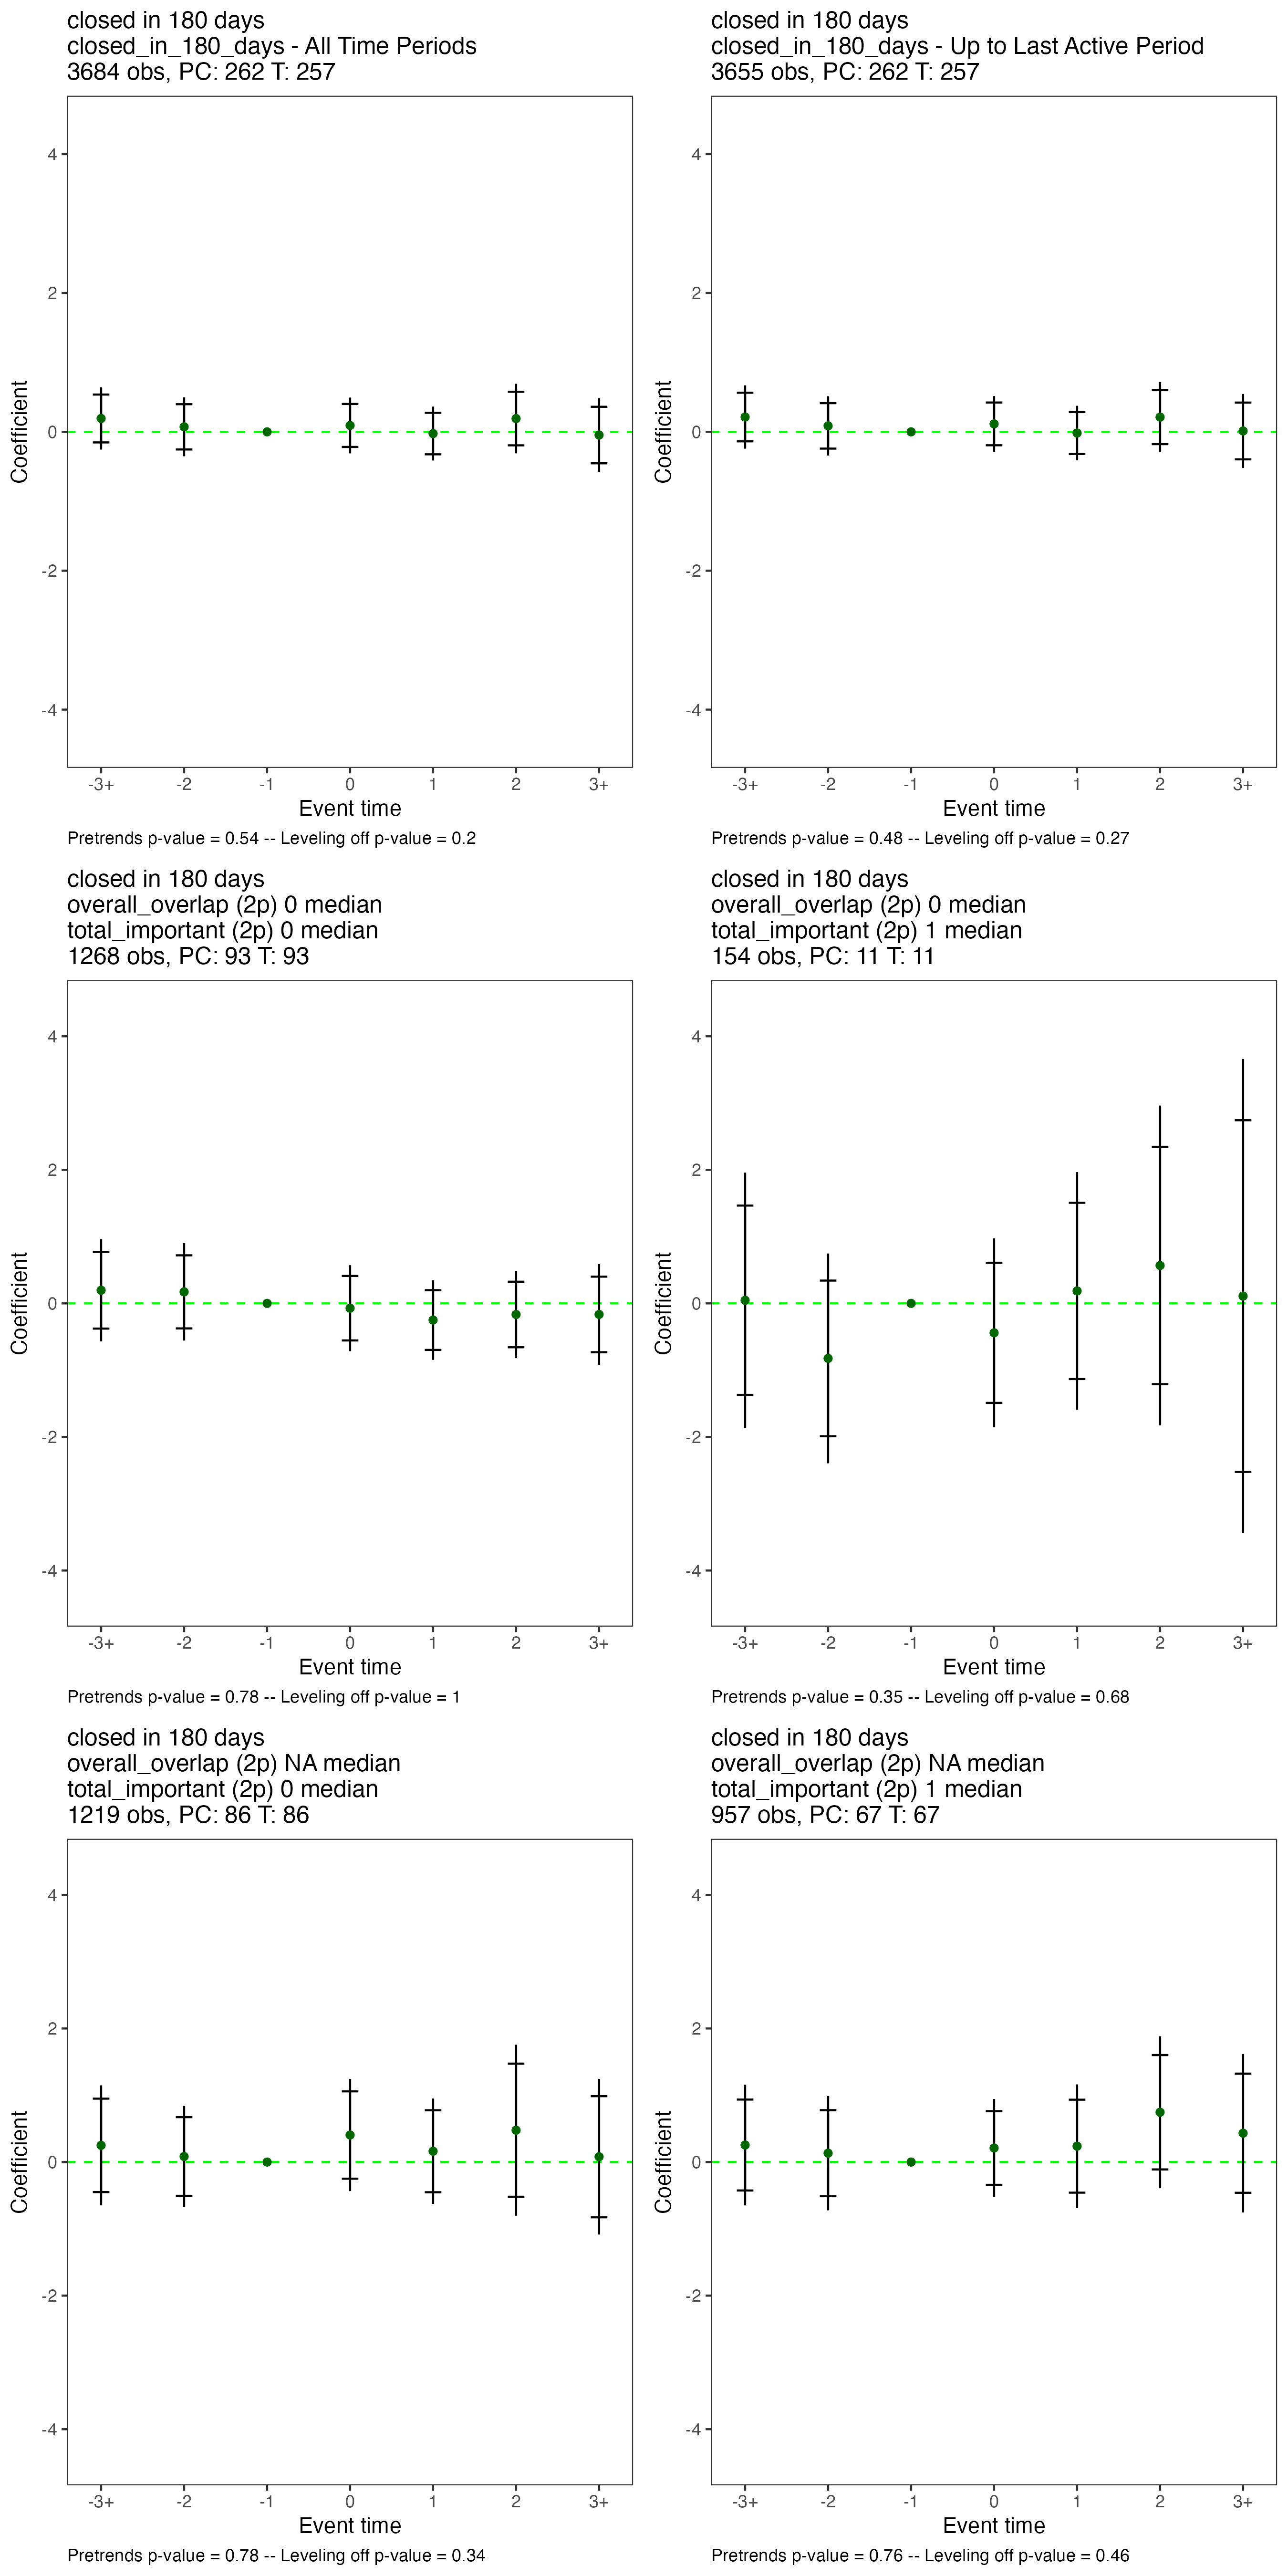 closed in 180 days
closed_in_180_days - All Time Periods
3684 obs, PC: 262 T: 257
4
2
0
-2
-4
Coefficient
-3+ -2 -1 0 1 2 3+
Event time
Pretrends p-value = 0.54 -- Leveling off p-value = 0.2
closed in 180 days
closed_in_180_days - Up to Last Active Period
3655 obs, PC: 262 T: 257
4
2
0
-2
-4
Coefficient
-3+ -2 -1 0 1 2 3+
Event time
Pretrends p-value = 0.48 -- Leveling off p-value = 0.27
closed in 180 days
overall_overlap (2p) 0 median
total_important (2p) 0 median
1268 obs, PC: 93 T: 93
4
2
0
-2
-4
Coefficient
-3+ -2 -1 0 1 2 3+
Event time
Pretrends p-value = 0.78 -- Leveling off p-value = 1
closed in 180 days
overall_overlap (2p) 0 median
total_important (2p) 1 median
154 obs, PC: 11 T: 11
4
2
0
-2
-4
Coefficient
-3+ -2 -1 0 1 2 3+
Event time
Pretrends p-value = 0.35 -- Leveling off p-value = 0.68
closed in 180 days
overall_overlap (2p) NA median
total_important (2p) 0 median
1219 obs, PC: 86 T: 86
4
2
0
-2
-4
Coefficient
-3+ -2 -1 0 1 2 3+
Event time
Pretrends p-value = 0.78 -- Leveling off p-value = 0.34
closed in 180 days
overall_overlap (2p) NA median
total_important (2p) 1 median
957 obs, PC: 67 T: 67
4
2
0
-2
-4
Coefficient
-3+ -2 -1 0 1 2 3+
Event time
Pretrends p-value = 0.76 -- Leveling off p-value = 0.46